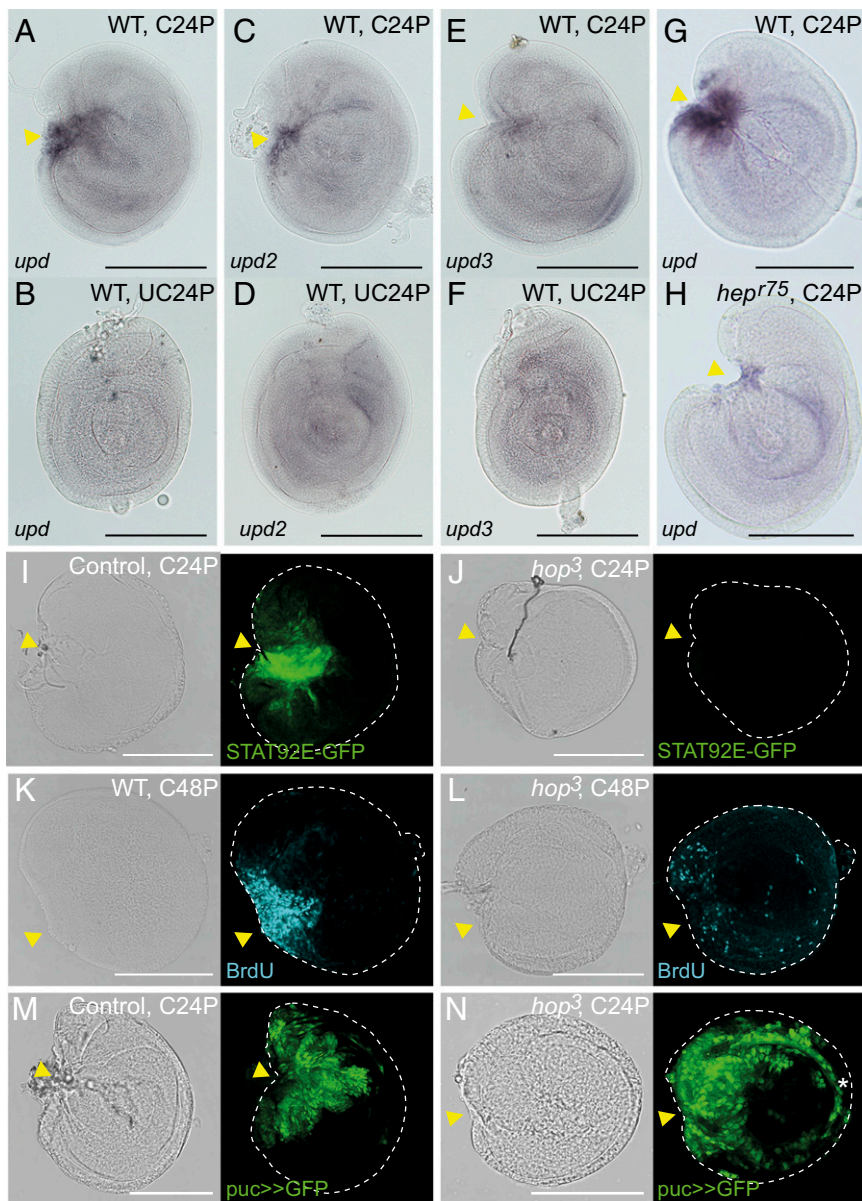 A WT, C24P
upd
C WT, C24P
upd2
E WT, C24P
upd3
G WT, C24P
upd
B WT, UC24P
upd
D WT, UC24P
upd2
F WT, UC24P
upd3
H hep^r75, C24P
upd
I Control, C24P
STAT92E-GFP
J hop³, C24P
STAT92E-GFP
K WT, C48P
BrdU
L hop³, C48P
BrdU
M Control, C24P
puc>>GFP
N hop³, C24P
*
puc>>GFP